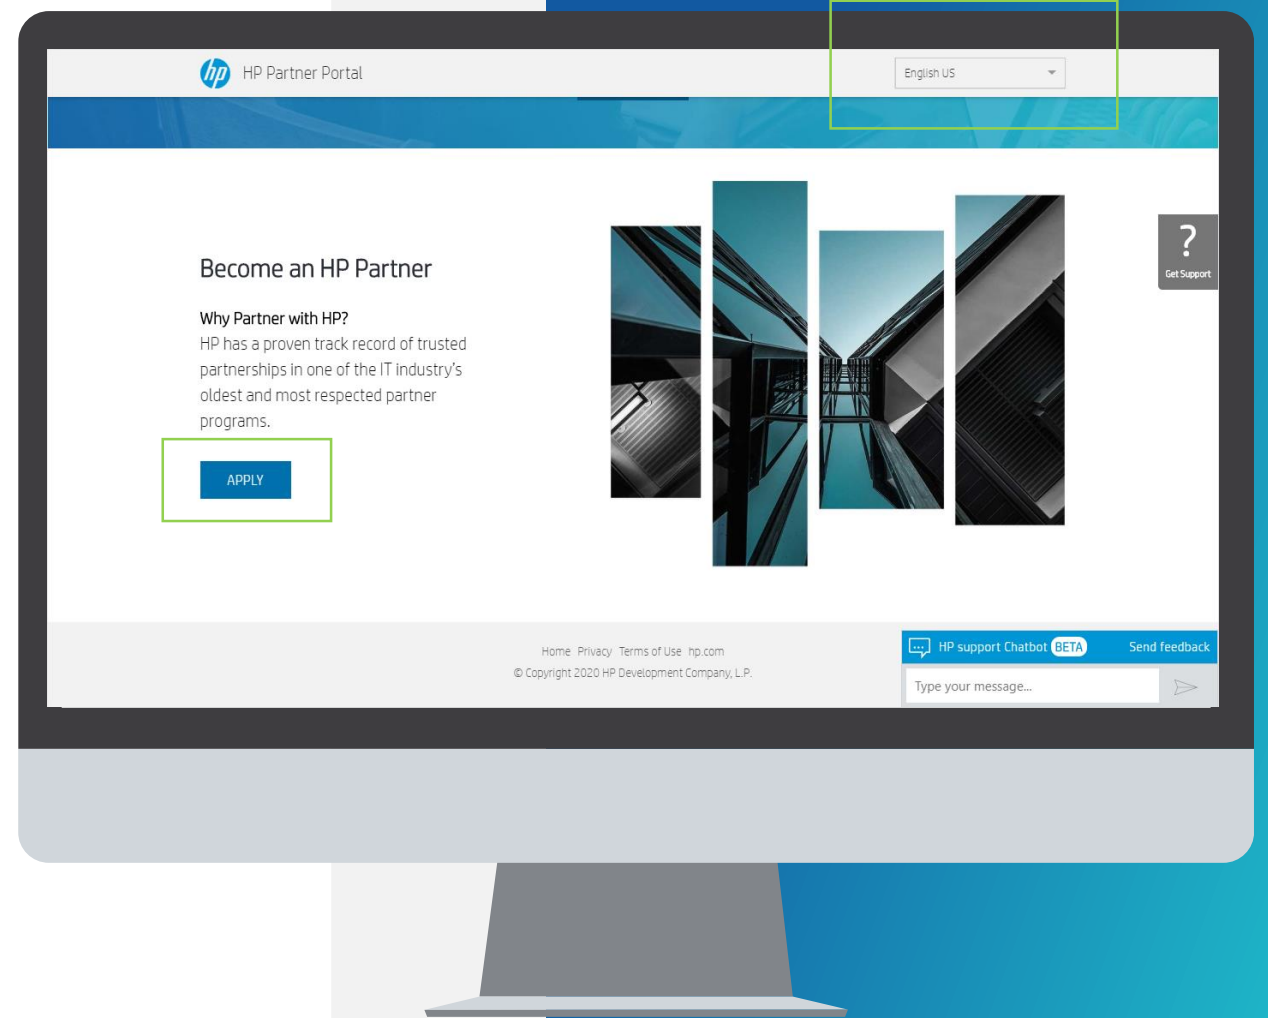 hp HP Partner Portal
English US
?
Get Support
Become an HP Partner
Why Partner with HP?
HP has a proven track record of trusted
partnerships in one of the IT industry's
oldest and most respected partner
programs.
APPLY
Home Privacy Terms of Use hp.com
© Copyright 2020 HP Development Company, L.P.
HP support Chatbot BETA Send feedback
Type your message...